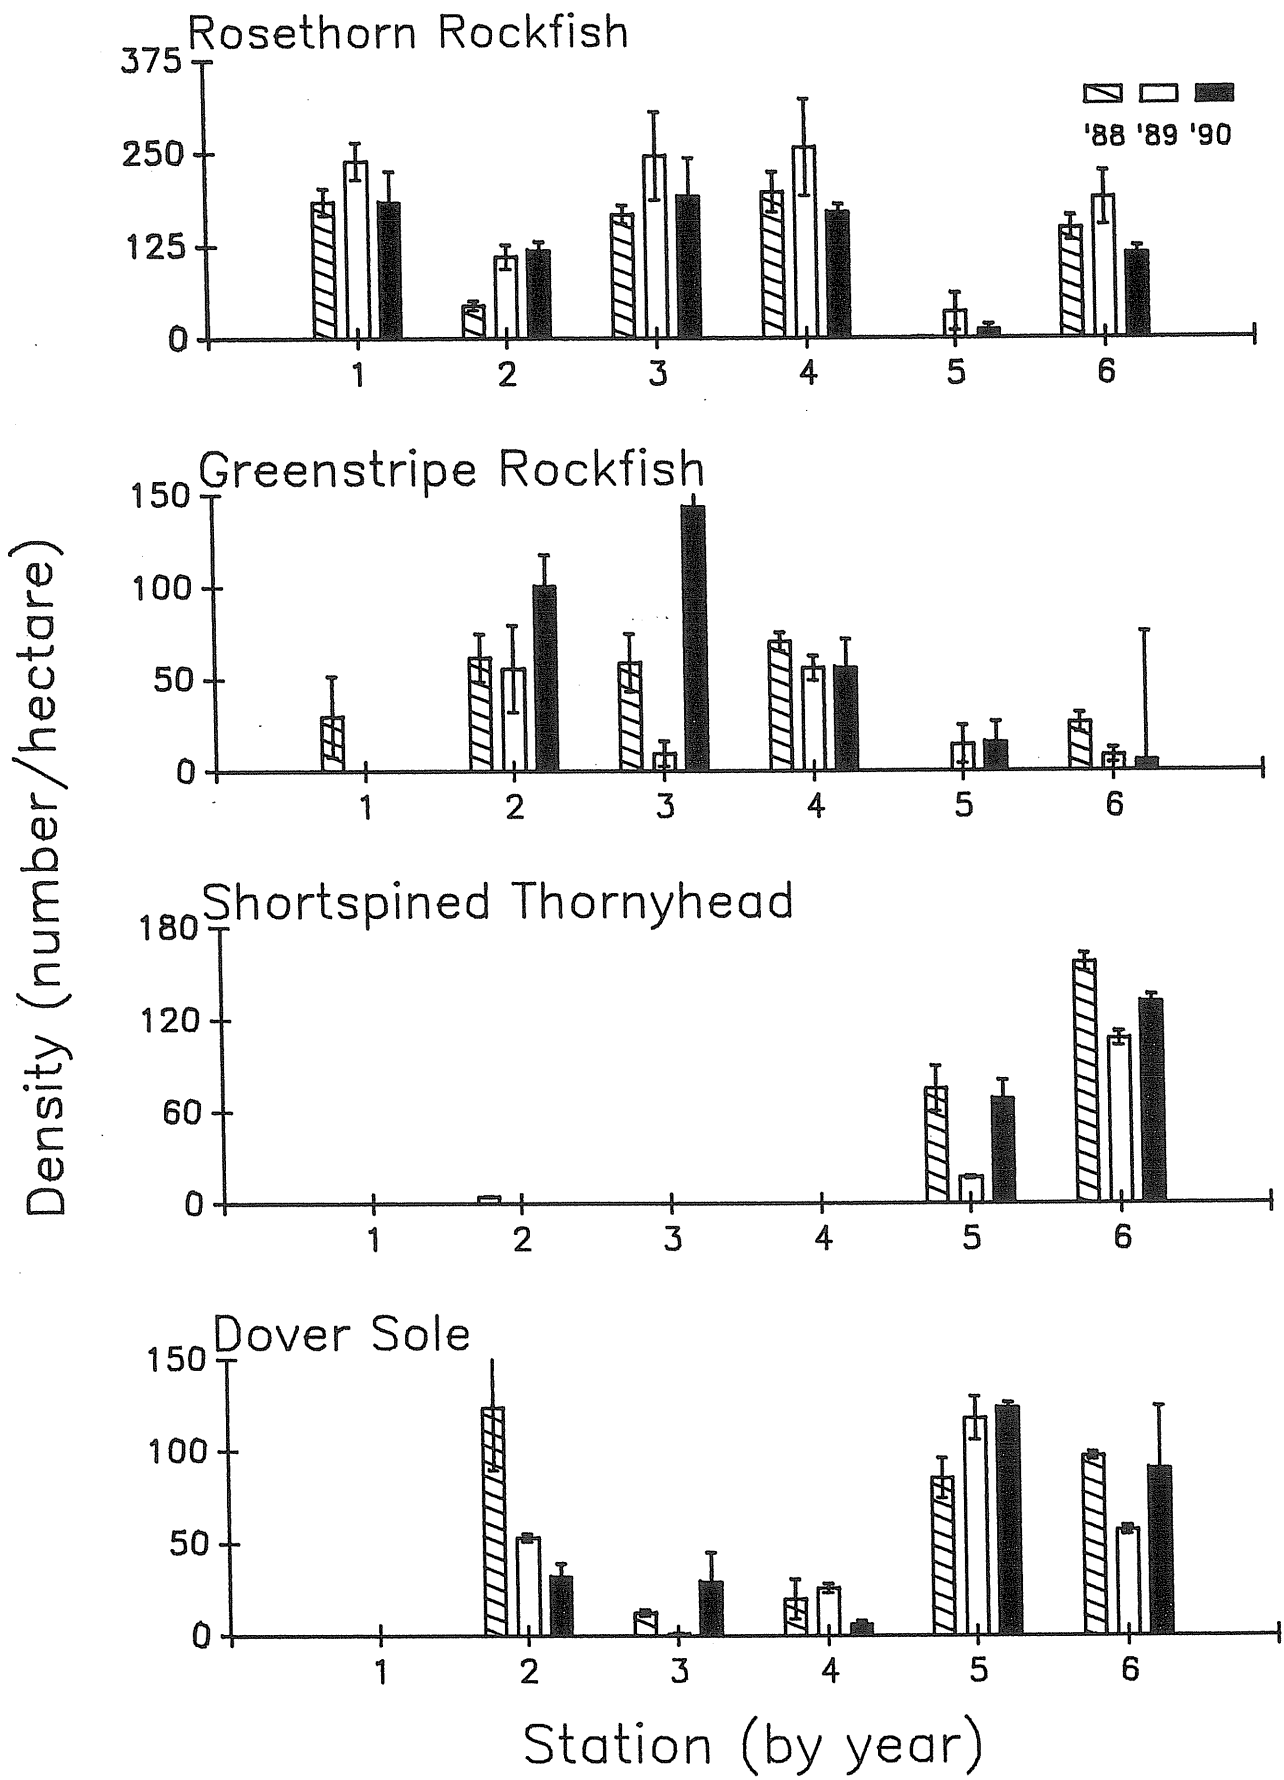 Rosethorn Rockfish
375
250
125
0
'88 '89 '90
1 2 3 4 5 6
Greenstripe Rockfish
150
100
50
0
1 2 3 4 5 6
Density (number/hectare)
Shortspined Thornyhead
180
120
60
0
1 2 3 4 5 6
Dover Sole
150
100
50
0
1 2 3 4 5 6
Station (by year)